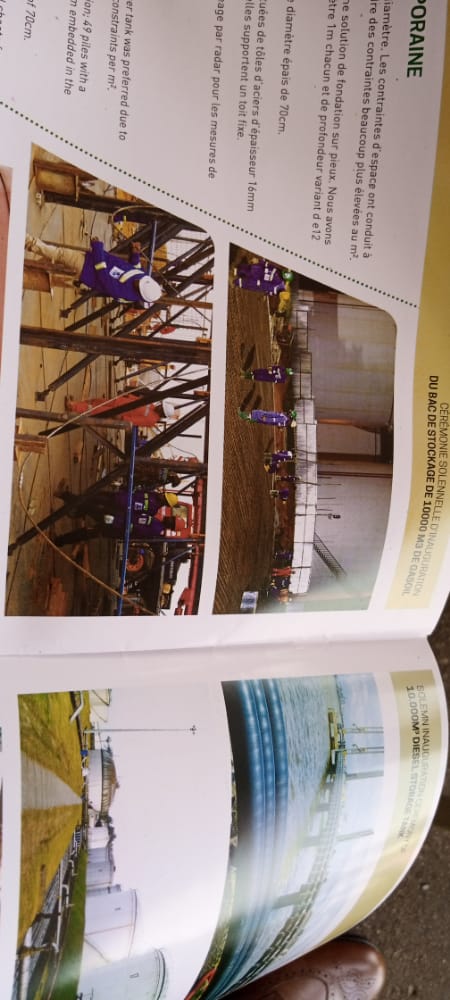 PORAINE
iamètre. Les contraintes d'espace ont conduit à
ire des contraintes beaucoup plus élevées au m².
ne solution de fondation sur pieux. Nous avons
ètre 1m chacun et de profondeur variant d e12
e diamètre épais de 70cm.
tuées de tôles d'aciers d'épaisseur 16mm
elles supportent un toit fixe.
eage par radar pour les mesures de
er tank was preferred due to
constraints per m².
ion; 49 piles with a
m embedded in the
of 70cm.
CÉRÉMONIE SOLENNELLE D'INAUGURATION
DU BAC DE STOCKAGE DE 10000 M3 DE GASOIL
SOLEMN INAUGURATION CEREMONY OF
10.000M³ DIESEL STORAGE TANK